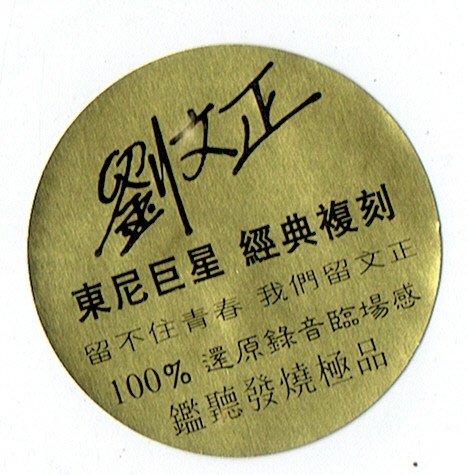 劉文正
東尼巨星 經典複刻
留不住青春 我們留文正
100% 還原錄音臨場感
鑑聽發燒極品